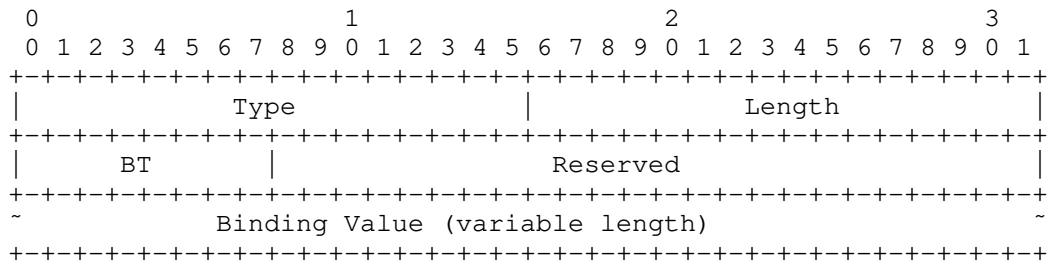 0                   1                   2                   3
 0 1 2 3 4 5 6 7 8 9 0 1 2 3 4 5 6 7 8 9 0 1 2 3 4 5 6 7 8 9 0 1
+-+-+-+-+-+-+-+-+-+-+-+-+-+-+-+-+-+-+-+-+-+-+-+-+-+-+-+-+-+-+-+-+
|             Type              |             Length            |
+-+-+-+-+-+-+-+-+-+-+-+-+-+-+-+-+-+-+-+-+-+-+-+-+-+-+-+-+-+-+-+-+
|      BT       |                 Reserved                      |
+-+-+-+-+-+-+-+-+-+-+-+-+-+-+-+-+-+-+-+-+-+-+-+-+-+-+-+-+-+-+-+-+
~            Binding Value (variable length)                    ~
+-+-+-+-+-+-+-+-+-+-+-+-+-+-+-+-+-+-+-+-+-+-+-+-+-+-+-+-+-+-+-+-+